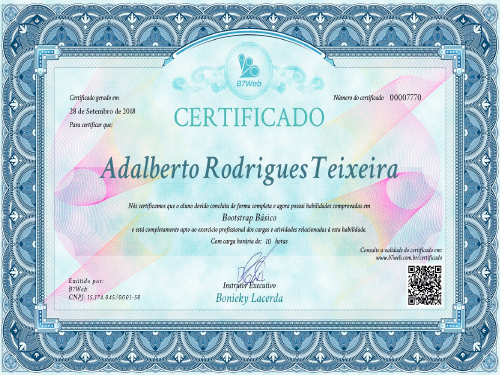 B7Web
Certificado gerado em
Número do certificado 00007770
28 de Setembro de 2018
CERTIFICADO
Para certificar que:
Adalberto Rodrigues Teixeira
Nós certificamos que o aluno devido concluiu de forma completa e agora possui habilidades comprovadas em
Bootstrap Básico
e está completamente apto ao exercício profissional dos cargos e atividades relacionadas à esta habilidade.
Com carga horária de: 10 horas
Consulte a validade do certificado em:
www.b7web.com.br/certificado
Emitido por:
B7Web
CNPJ: 13.174.045/0001-50
Instrutor Executivo
Bonieky Lacerda